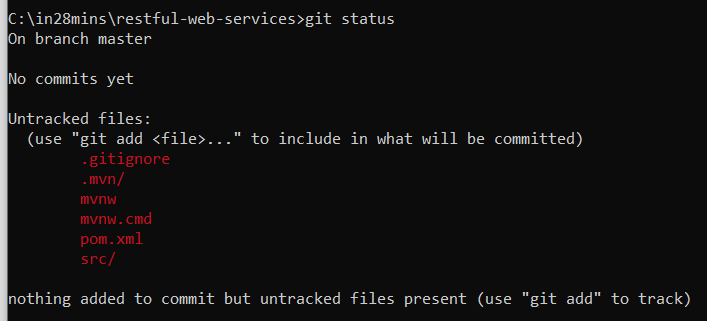 C:\in28mins\restful-web-services>git status
On branch master
No commits yet
Untracked files:
(use "git add <file>..." to include in what will be committed)
.gitignore
.mvn/
mvnw
mvnw.cmd
pom.xml
src/
nothing added to commit but untracked files present (use "git add" to track)